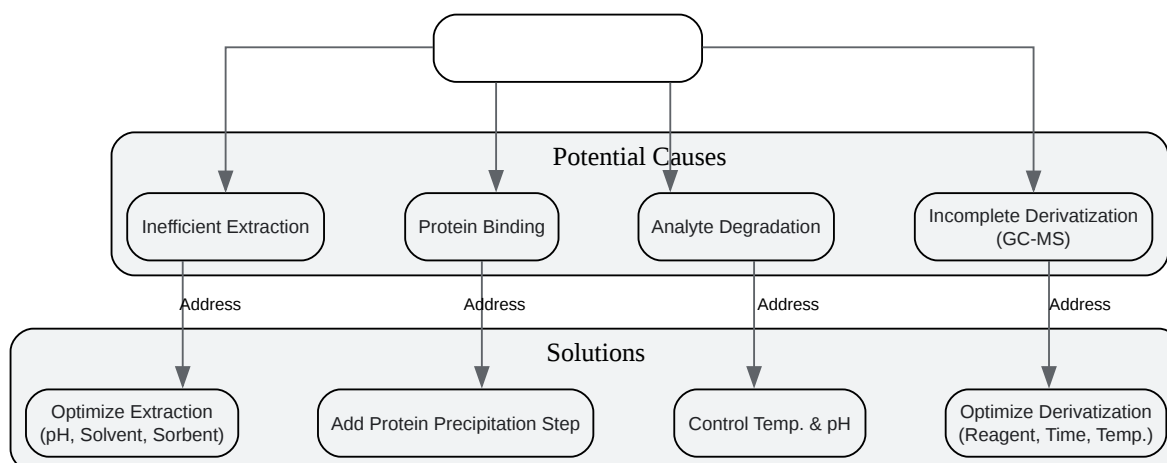 Potential Causes
Inefficient Extraction
Protein Binding
Analyte Degradation
Incomplete Derivatization
(GC-MS)
Address
Address
Address
Address
Solutions
Optimize Extraction
(pH, Solvent, Sorbent)
Add Protein Precipitation Step
Control Temp. & pH
Optimize Derivatization
(Reagent, Time, Temp.)